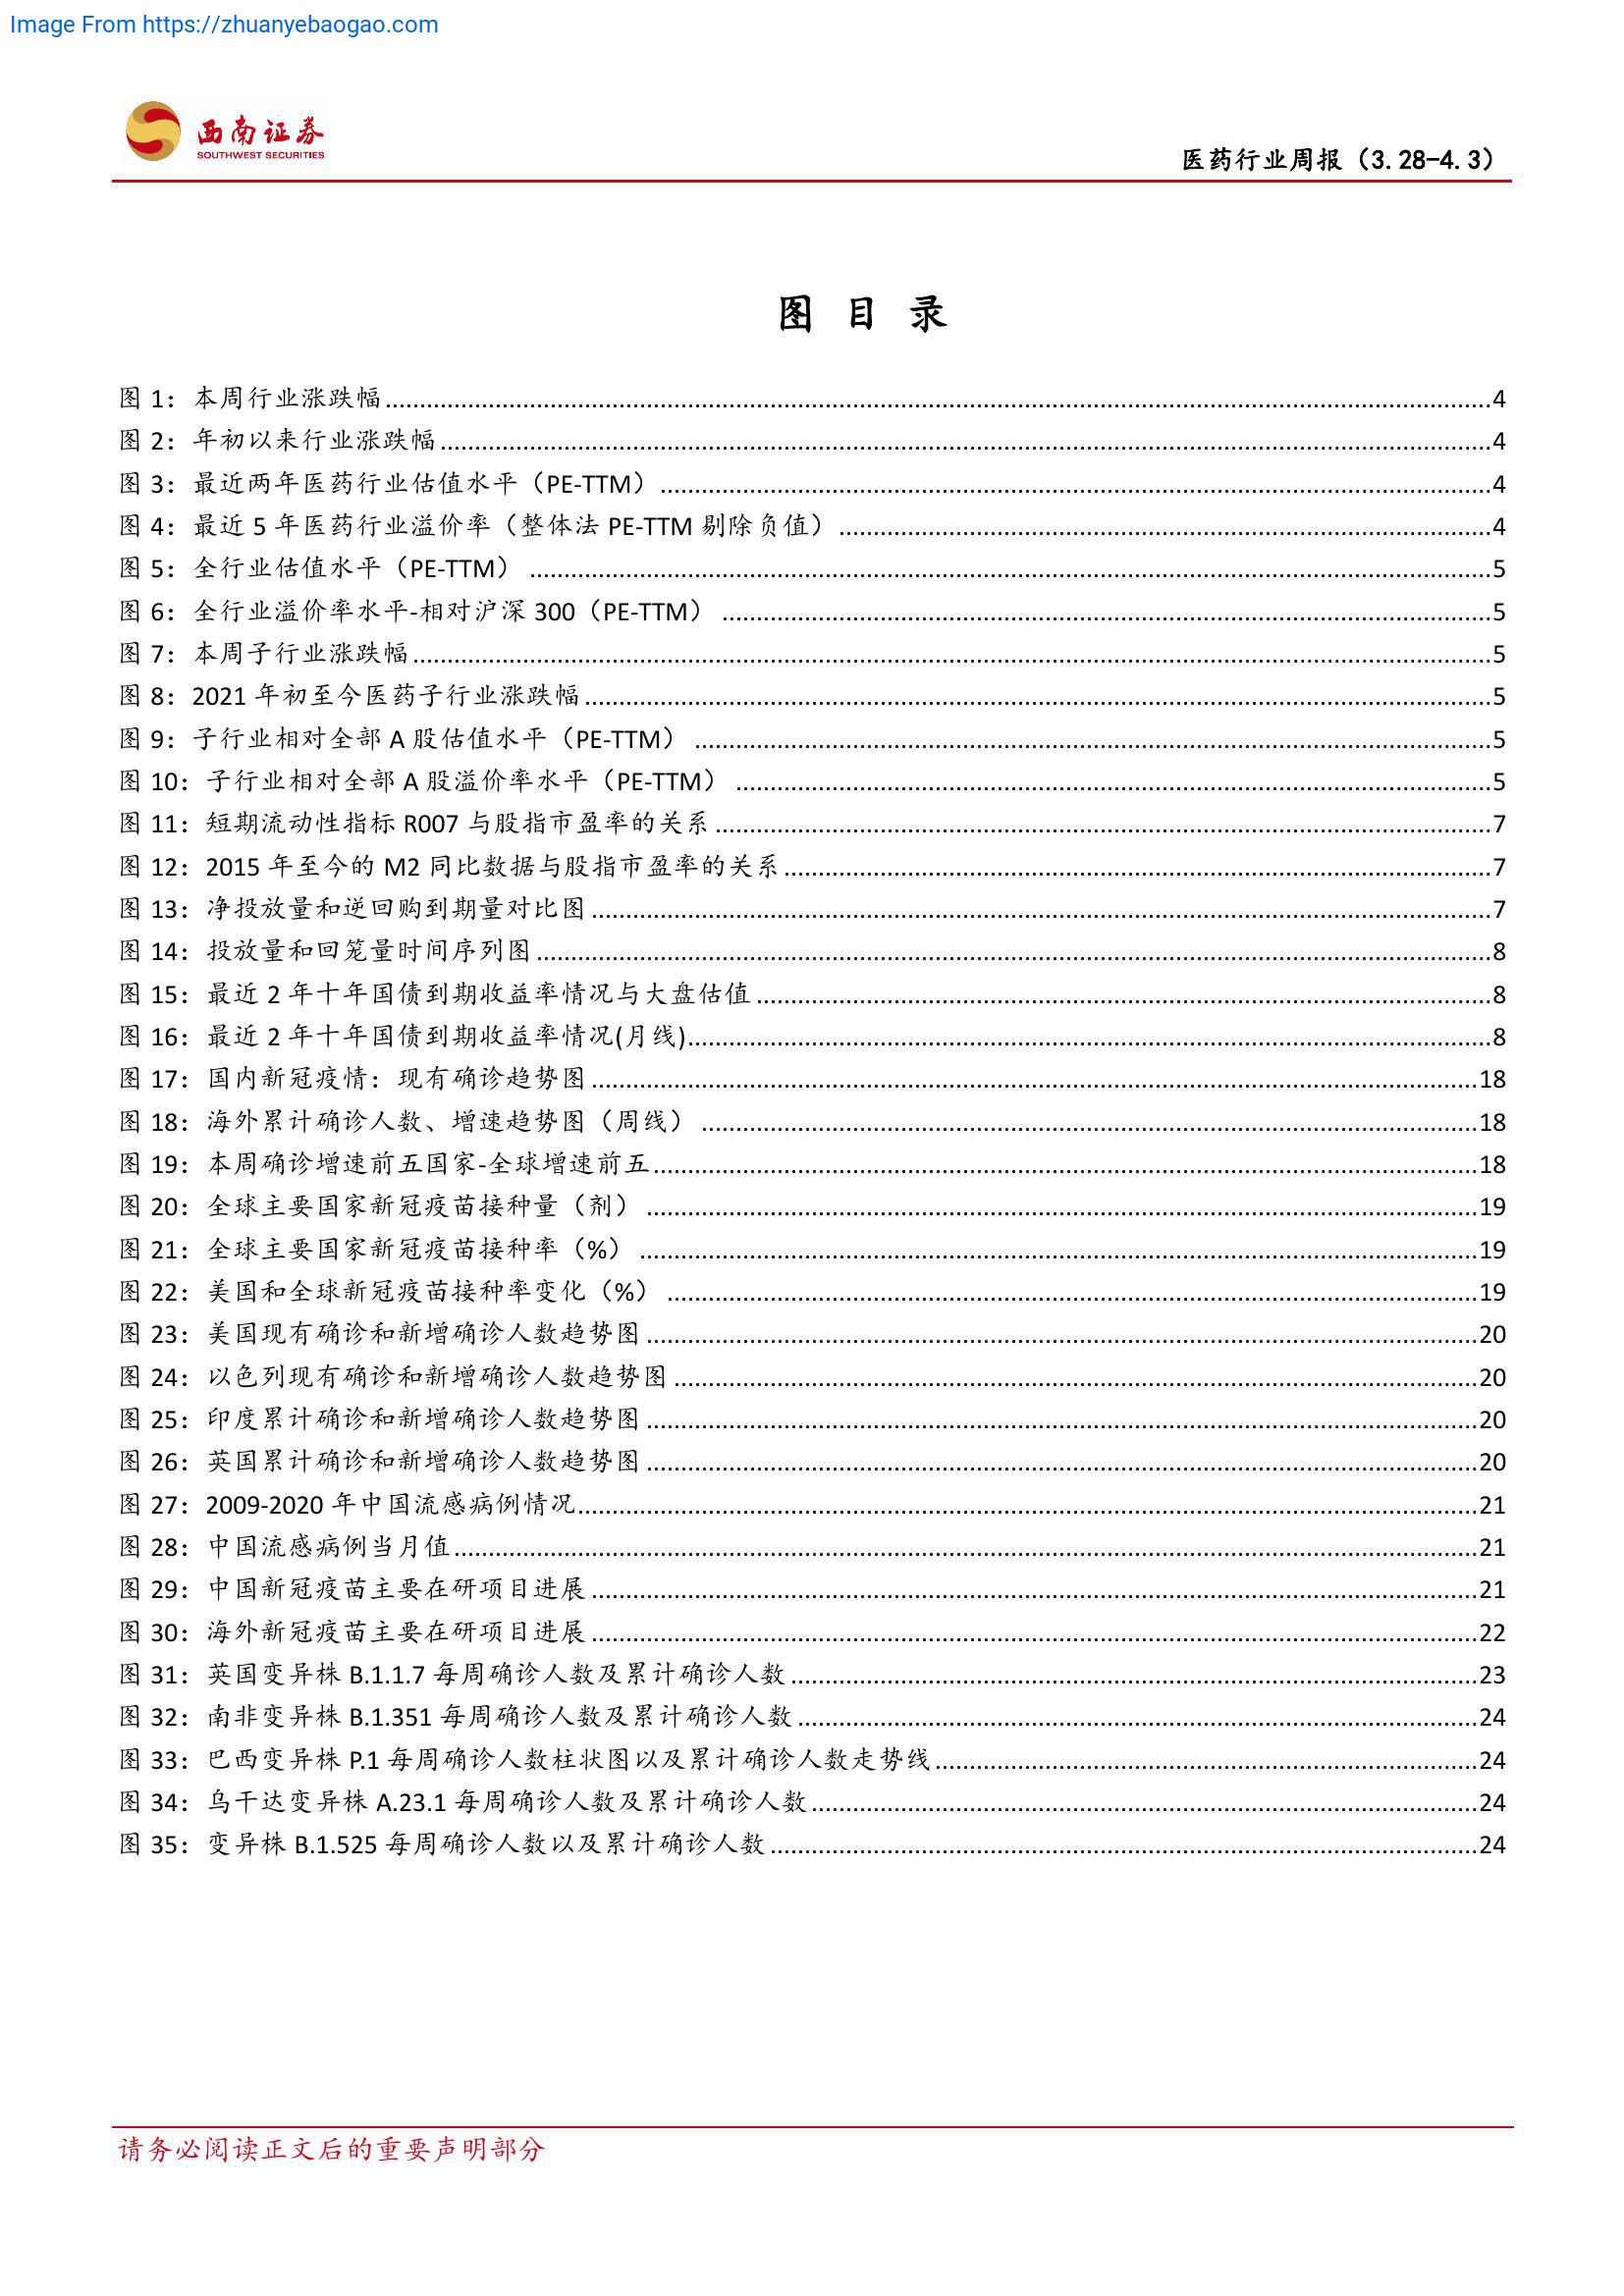 Image From https://zhuanyebaogao.com
西南证券
SOUTHWEST SECURITIES
医药行业周报（3.28-4.3）
图 目 录
图 1：本周行业涨跌幅........4
图 2：年初以来行业涨跌幅........4
图 3：最近两年医药行业估值水平（PE-TTM）........4
图 4：最近 5 年医药行业溢价率（整体法 PE-TTM 剔除负值）........4
图 5：全行业估值水平（PE-TTM）........5
图 6：全行业溢价率水平-相对沪深 300（PE-TTM）........5
图 7：本周子行业涨跌幅........5
图 8：2021 年初至今医药子行业涨跌幅........5
图 9：子行业相对全部 A 股估值水平（PE-TTM）........5
图 10：子行业相对全部 A 股溢价率水平（PE-TTM）........5
图 11：短期流动性指标 R007 与股指市盈率的关系........7
图 12：2015 年至今的 M2 同比数据与股指市盈率的关系........7
图 13：净投放量和逆回购到期量对比图........7
图 14：投放量和回笼量时间序列图........8
图 15：最近 2 年十年国债到期收益率情况与大盘估值........8
图 16：最近 2 年十年国债到期收益率情况(月线)........8
图 17：国内新冠疫情：现有确诊趋势图........18
图 18：海外累计确诊人数、增速趋势图（周线）........18
图 19：本周确诊增速前五国家-全球增速前五........18
图 20：全球主要国家新冠疫苗接种量（剂）........19
图 21：全球主要国家新冠疫苗接种率（%）........19
图 22：美国和全球新冠疫苗接种率变化（%）........19
图 23：美国现有确诊和新增确诊人数趋势图........20
图 24：以色列现有确诊和新增确诊人数趋势图........20
图 25：印度累计确诊和新增确诊人数趋势图........20
图 26：英国累计确诊和新增确诊人数趋势图........20
图 27：2009-2020 年中国流感病例情况........21
图 28：中国流感病例当月值........21
图 29：中国新冠疫苗主要在研项目进展........21
图 30：海外新冠疫苗主要在研项目进展........22
图 31：英国变异株 B.1.1.7 每周确诊人数及累计确诊人数........23
图 32：南非变异株 B.1.351 每周确诊人数及累计确诊人数........24
图 33：巴西变异株 P.1 每周确诊人数柱状图以及累计确诊人数走势线........24
图 34：乌干达变异株 A.23.1 每周确诊人数及累计确诊人数........24
图 35：变异株 B.1.525 每周确诊人数以及累计确诊人数........24
请务必阅读正文后的重要声明部分